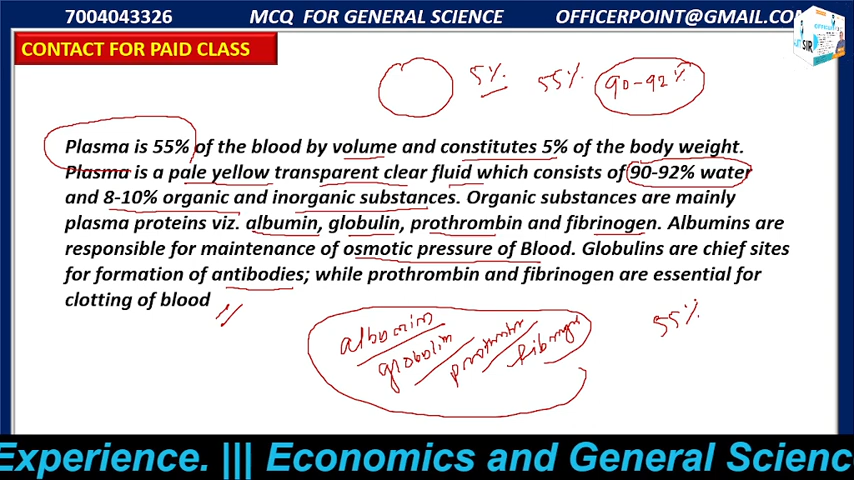 7004043326 MCQ FOR GENERAL SCIENCE OFFICERPOINT@GMAIL.COM
CONTACT FOR PAID CLASS
SIR
5% 55% 90-92%
Plasma is 55% of the blood by volume and constitutes 5% of the body weight.
Plasma is a pale yellow transparent clear fluid which consists of 90-92% water
and 8-10% organic and inorganic substances. Organic substances are mainly
plasma proteins viz. albumin, globulin, prothrombin and fibrinogen. Albumins are
responsible for maintenance of osmotic pressure of Blood. Globulins are chief sites
for formation of antibodies; while prothrombin and fibrinogen are essential for
clotting of blood
55%
albumin
globulin
Experience. ||| Economics and General Scienc